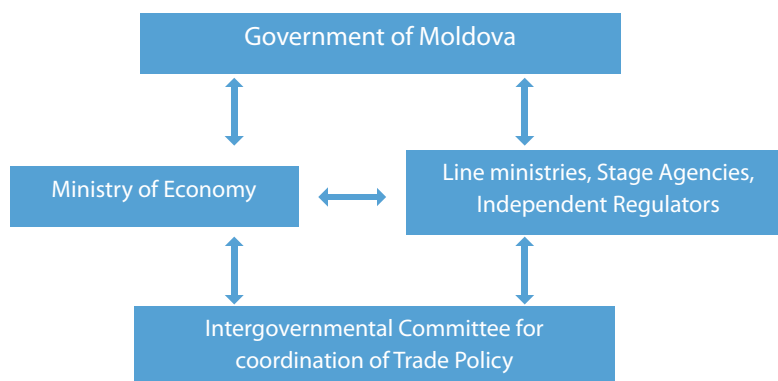 Government of Moldova
Ministry of Economy
Line ministries, Stage Agencies,
Independent Regulators
Intergovernmental Committee for
coordination of Trade Policy